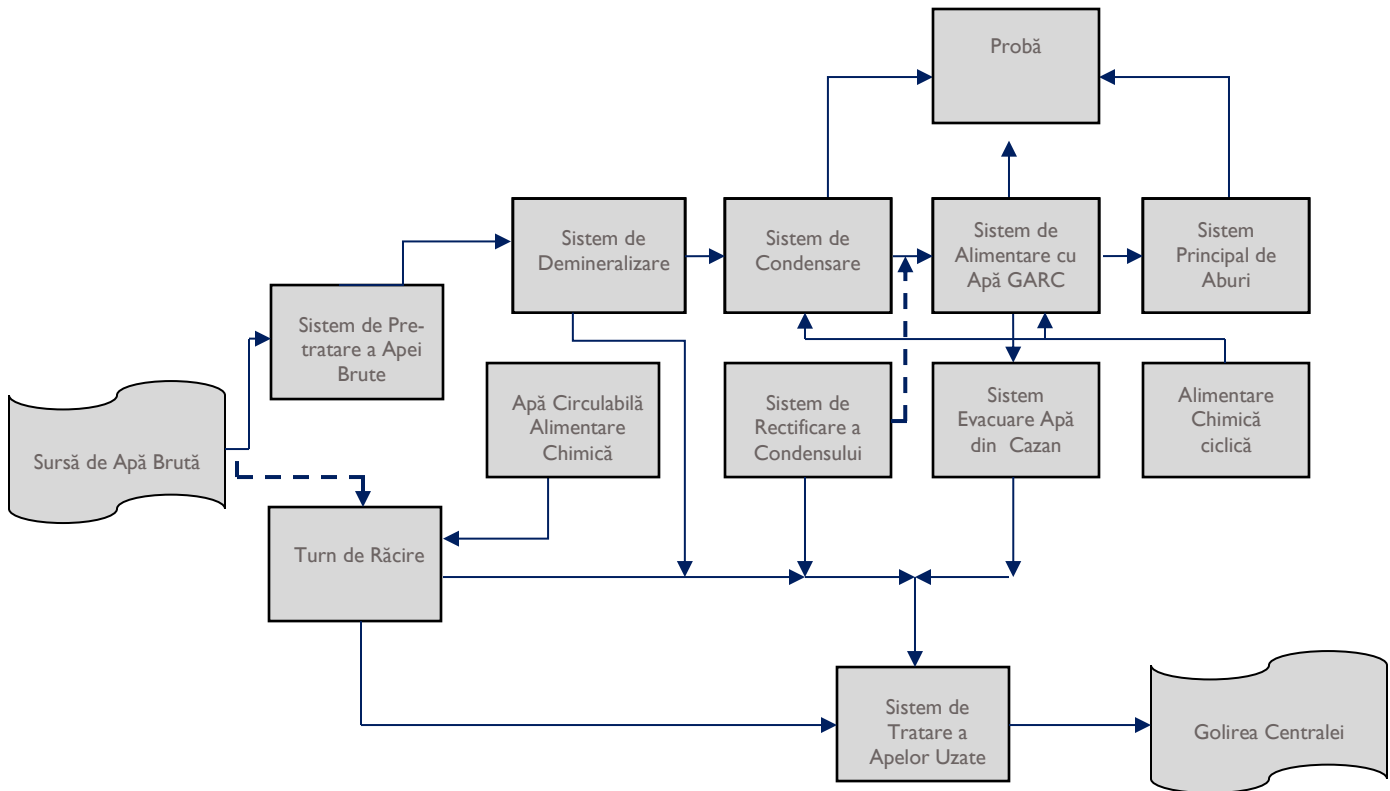 Probă
Sistem de
Demineralizare
Sistem de
Condensare
Sistem de
Alimentare cu
Apă GARC
Sistem
Principal de
Aburi
Sistem de Pre-
tratare a Apei
Brute
Apă Circulabilă
Alimentare
Chimică
Sistem de
Rectificare a
Condensului
Sistem
Evacuare Apă
din Cazan
Alimentare
Chimică
ciclică
Sursă de Apă Brută
Turn de Răcire
Sistem de
Tratare a
Apelor Uzate
Golirea Centralei